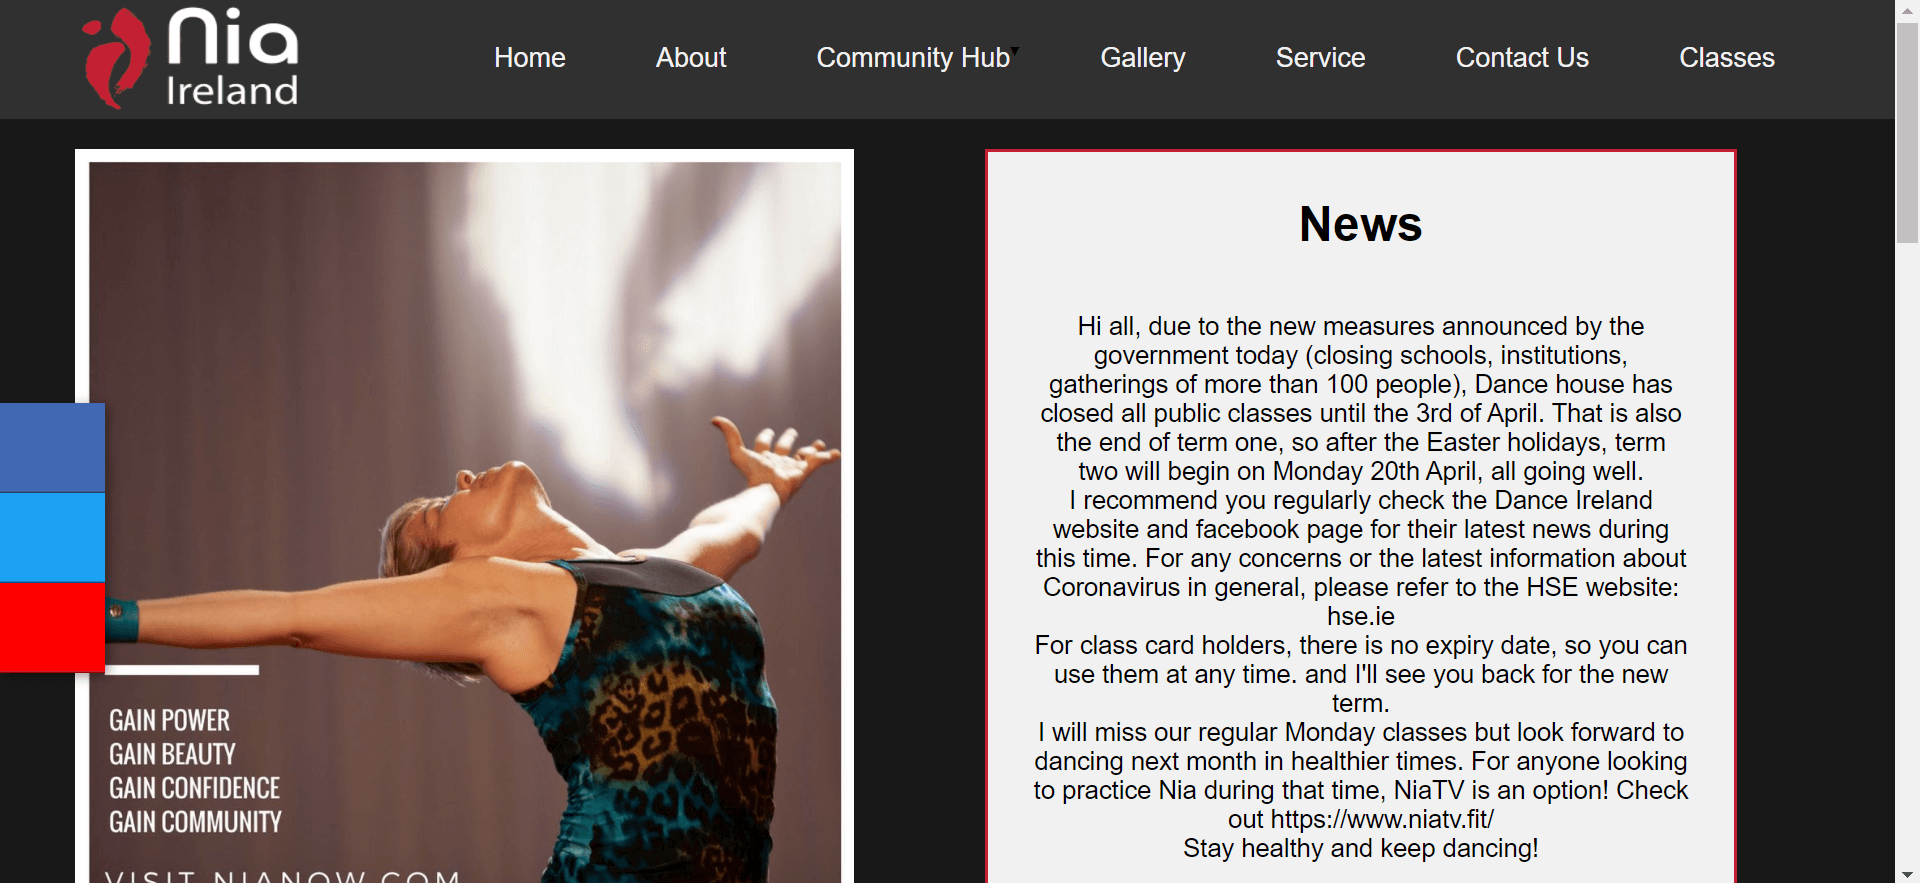 Nia
Ireland
Home
About
Community Hub
Gallery
Service
Contact Us
Classes
GAIN POWER
GAIN BEAUTY
GAIN CONFIDENCE
GAIN COMMUNITY
VISIT NIANOW.COM
News
Hi all, due to the new measures announced by the
government today (closing schools, institutions,
gatherings of more than 100 people), Dance house has
closed all public classes until the 3rd of April. That is also
the end of term one, so after the Easter holidays, term
two will begin on Monday 20th April, all going well.
I recommend you regularly check the Dance Ireland
website and facebook page for their latest news during
this time. For any concerns or the latest information about
Coronavirus in general, please refer to the HSE website:
hse.ie
For class card holders, there is no expiry date, so you can
use them at any time. and I'll see you back for the new
term.
I will miss our regular Monday classes but look forward to
dancing next month in healthier times. For anyone looking
to practice Nia during that time, NiaTV is an option! Check
out https://www.niatv.fit/
Stay healthy and keep dancing!